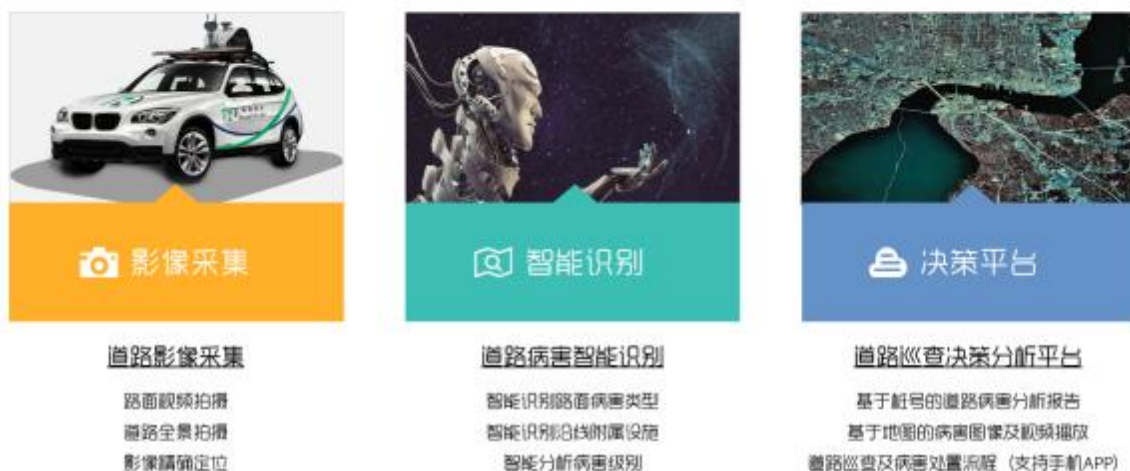 影像采集
道路影像采集
路面视频拍摄
道路全景拍摄
影像精确定位
智能识别
道路病害智能识别
智能识别路面病害类型
智能识别沿线附属设施
智能分析病害级别
决策平台
道路巡查决策分析平台
基于桩号的道路病害分析报告
基于地图的病害图像及视频播放
道路巡查及病害处置流程（支持手机APP）